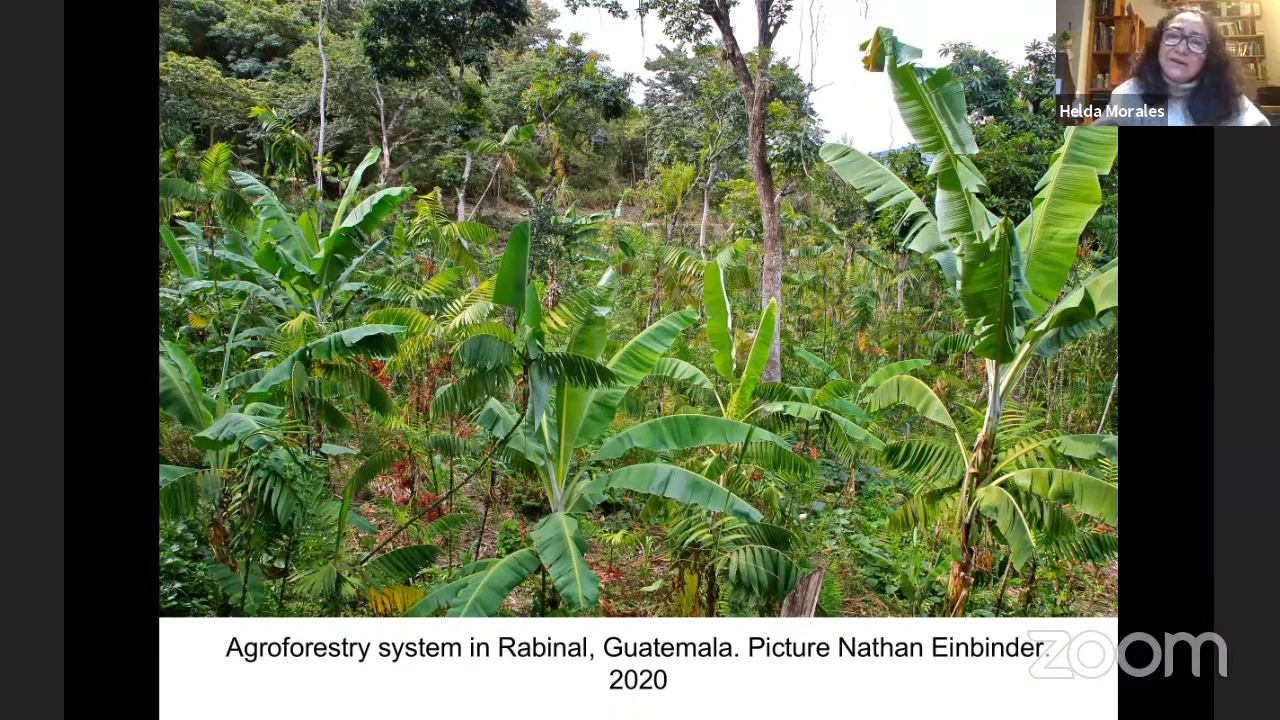 Helda Morales
Agroforestry system in Rabinal, Guatemala. Picture Nathan Einbinder.
2020
zoom